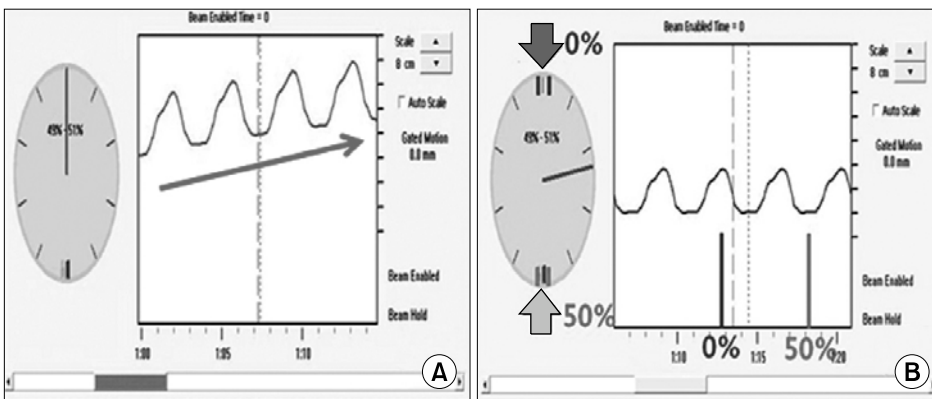 Beam Enabled Time = 0
Scale
8 cm
Auto Scale
49% - 51%
Gated Motion
0.0 mm
Beam Enabled
Beam Hold
1:00
1:05
1:10
A
Beam Enabled Time = 0
0%
Scale
8 cm
Auto Scale
49% - 51%
Gated Motion
0.0 mm
Beam Enabled
50%
Beam Hold
0%
50%
1:10
1:15
1:20
B